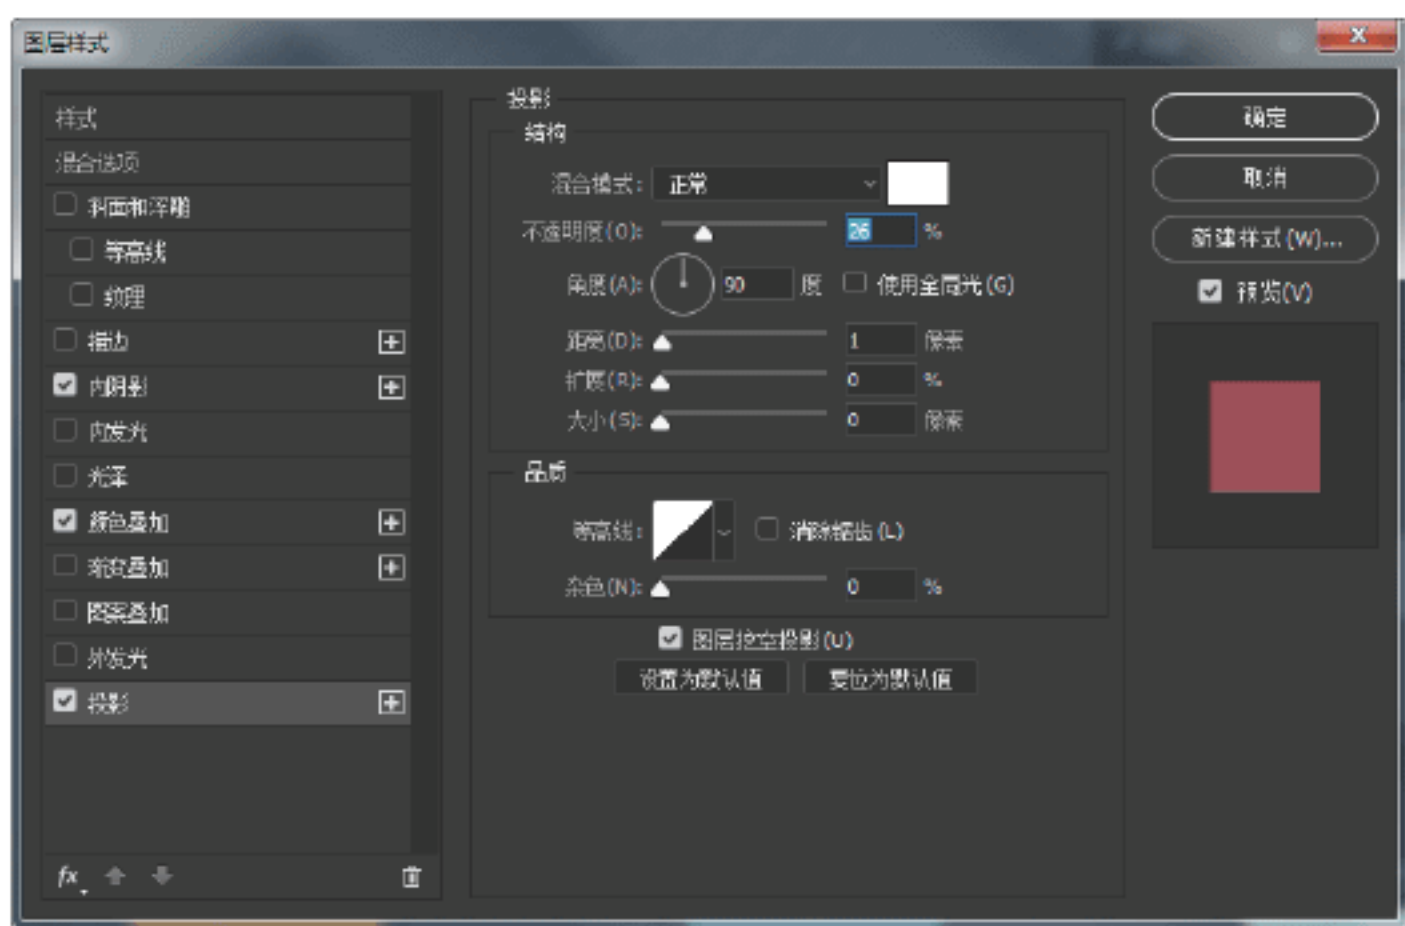 图层样式
样式
混合选项
斜面和浮雕
等高线
纹理
描边
内阴影
内发光
光泽
颜色叠加
渐变叠加
图案叠加
外发光
投影
fx
投影
结构
混合模式: 正常
不透明度(O): 26 %
角度(A): 90 度 使用全局光(G)
距离(D): 1 像素
扩展(R): 0 %
大小(S): 0 像素
品质
等高线: 消除锯齿(L)
杂色(N): 0 %
图层挖空投影(U)
设置为默认值 复位为默认值
确定
取消
新建样式(W)...
预览(V)